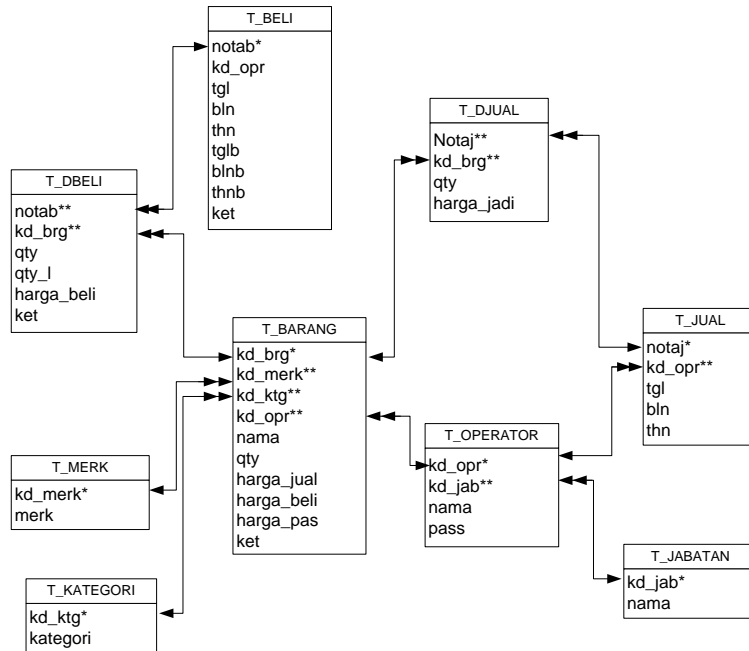 T_BELI
notab*
kd_opr
tgl
bln
thn
tglb
blnb
thnb
ket
T_DJUAL
Notaj**
kd_brg**
qty
harga_jadi
T_DBELI
notab**
kd_brg**
qty
qty_l
harga_beli
ket
T_BARANG
kd_brg*
kd_merk**
kd_ktg**
kd_opr**
nama
qty
harga_jual
harga_beli
harga_pas
ket
T_JUAL
notaj*
kd_opr**
tgl
bln
thn
T_OPERATOR
kd_opr*
kd_jab**
nama
pass
T_MERK
kd_merk*
merk
T_JABATAN
kd_jab*
nama
T_KATEGORI
kd_ktg*
kategori